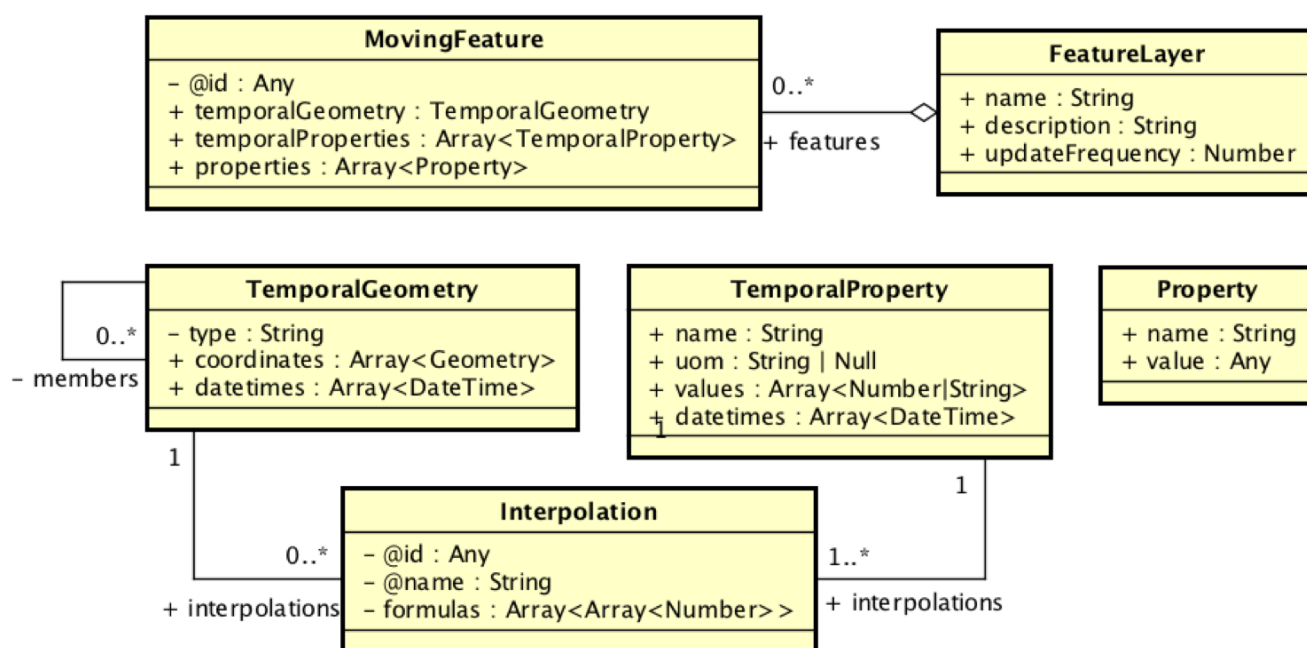 MovingFeature
- @id : Any
+ temporalGeometry : TemporalGeometry
+ temporalProperties : Array<TemporalProperty>
+ properties : Array<Property>
0..*
+ features
FeatureLayer
+ name : String
+ description : String
+ updateFrequency : Number
TemporalGeometry
- type : String
+ coordinates : Array<Geometry>
+ datetimes : Array<DateTime>
0..*
- members
TemporalProperty
+ name : String
+ uom : String | Null
+ values : Array<Number|String>
+ datetimes : Array<DateTime>
1
Property
+ name : String
+ value : Any
1
0..*
+ interpolations
Interpolation
- @id : Any
- @name : String
- formulas : Array<Array<Number>>
1
1..*
+ interpolations